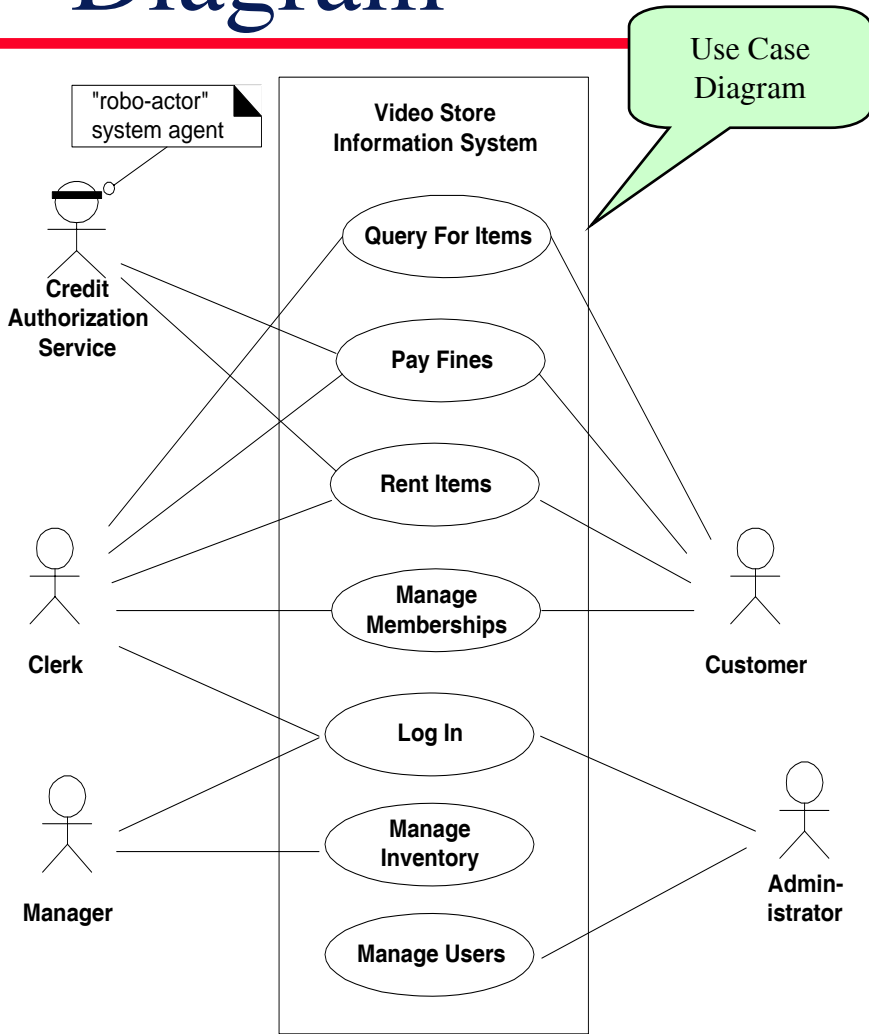 Diagram
Use Case
Diagram
"robo-actor"
system agent
Video Store
Information System
Query For Items
Credit
Authorization
Service
Pay Fines
Rent Items
Manage
Memberships
Clerk
Customer
Log In
Manage
Inventory
Manager
Admin-
istrator
Manage Users